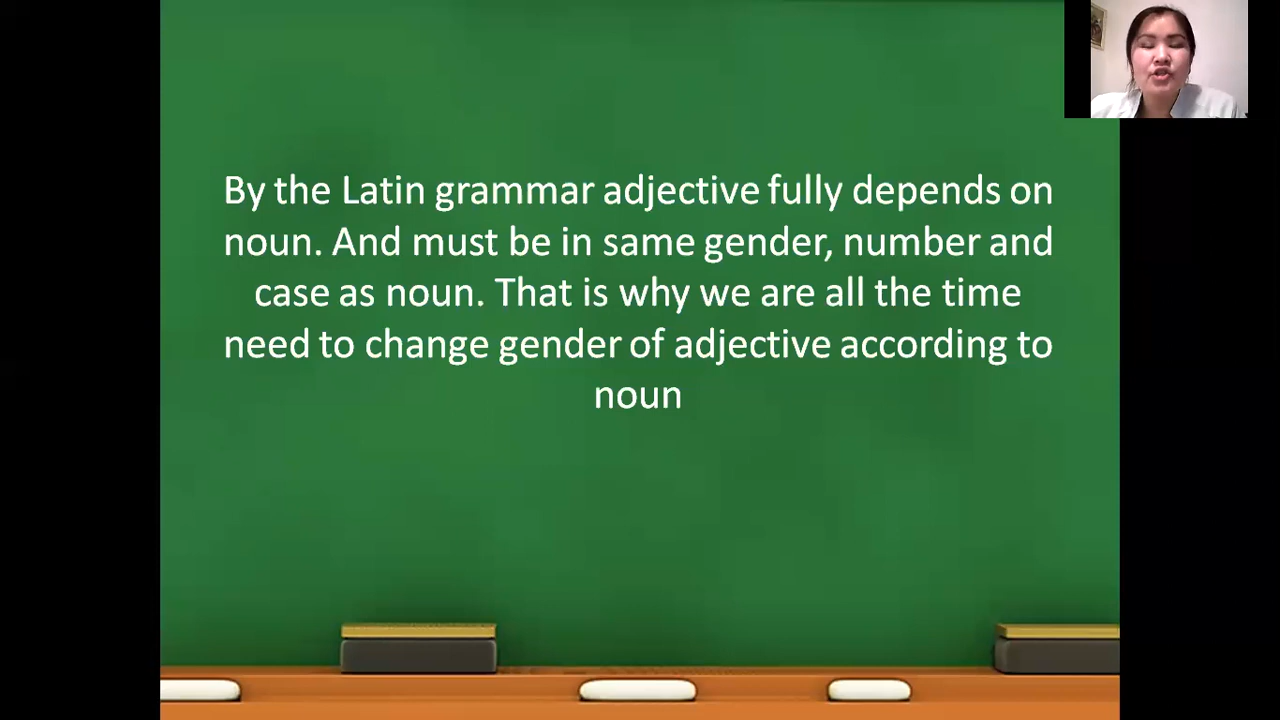 By the Latin grammar adjective fully depends on
noun. And must be in same gender, number and
case as noun. That is why we are all the time
need to change gender of adjective according to
noun